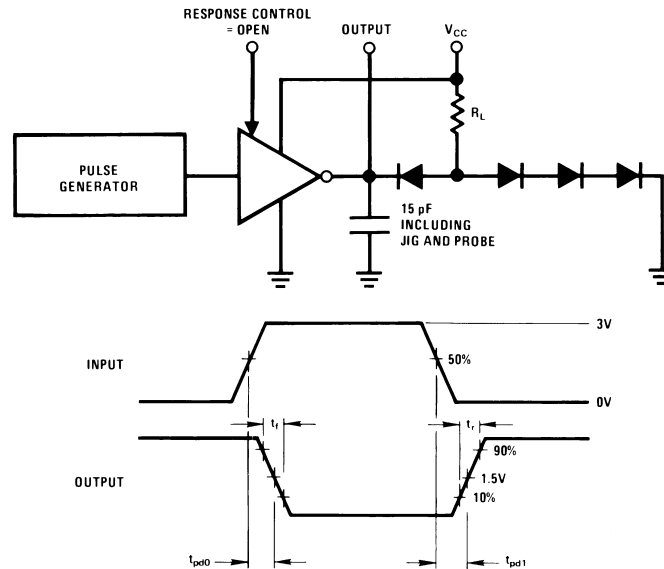 RESPONSE CONTROL
= OPEN
OUTPUT
VCC
RL
PULSE
GENERATOR
15 pF
INCLUDING
JIG AND PROBE
3V
INPUT
50%
0V
tf
tr
90%
OUTPUT
1.5V
10%
tpd0
tpd1